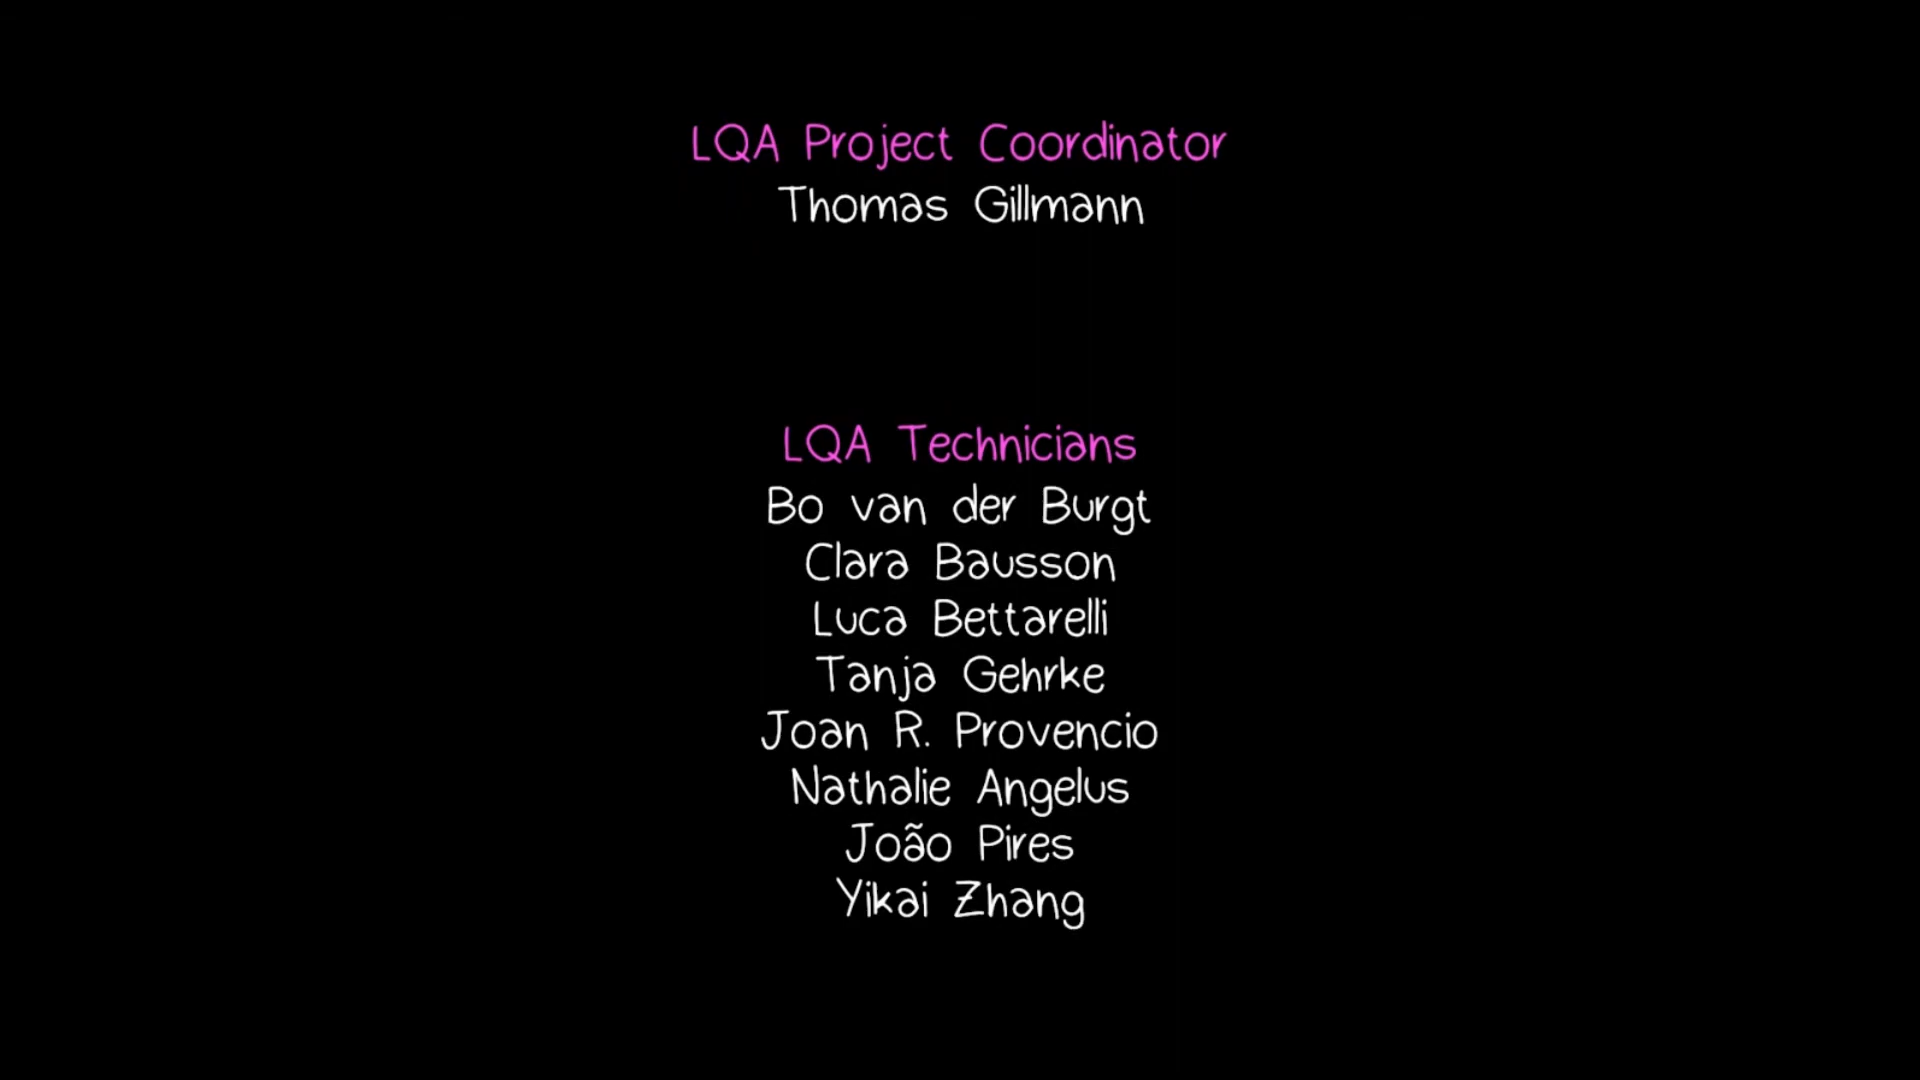 LQA Project Coordinator
Thomas Gillmann
LQA Technicians
Bo van der Burgt
Clara Bausson
Luca Bettarelli
Tanja Gehrke
Joan R. Provencio
Nathalie Angelus
João Pires
Yikai Zhang